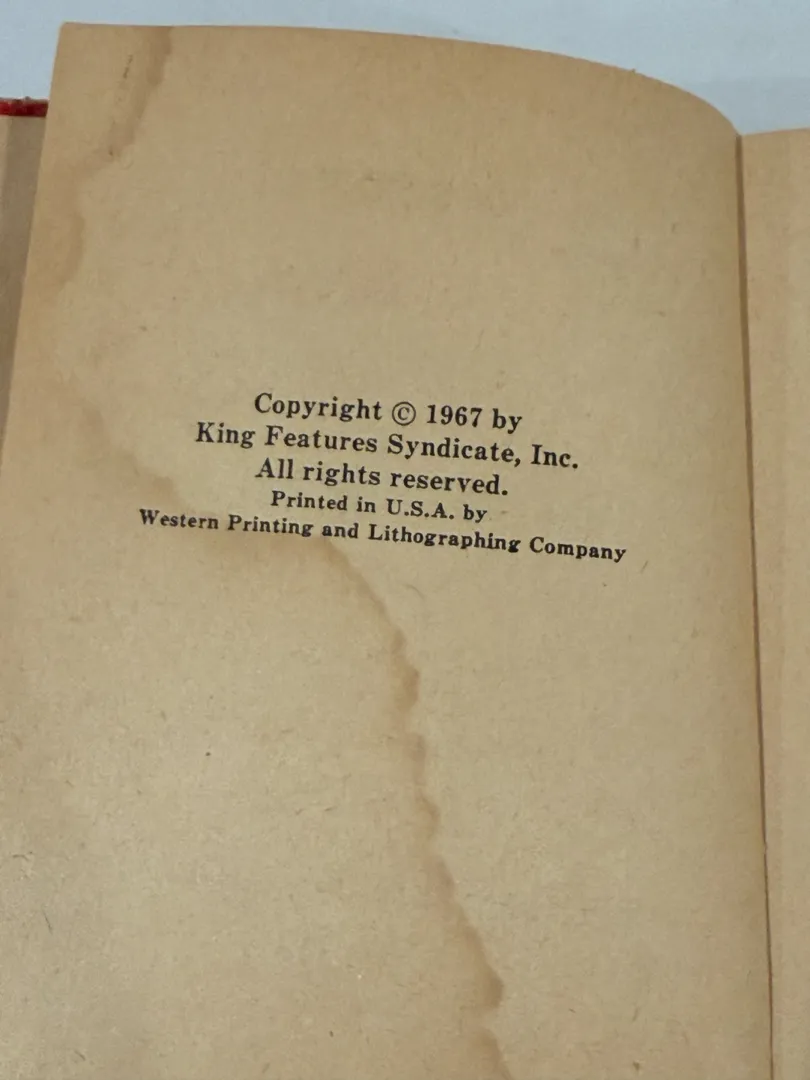 Copyright © 1967 by
King Features Syndicate, Inc.
All rights reserved.
Printed in U.S.A. by
Western Printing and Lithographing Company